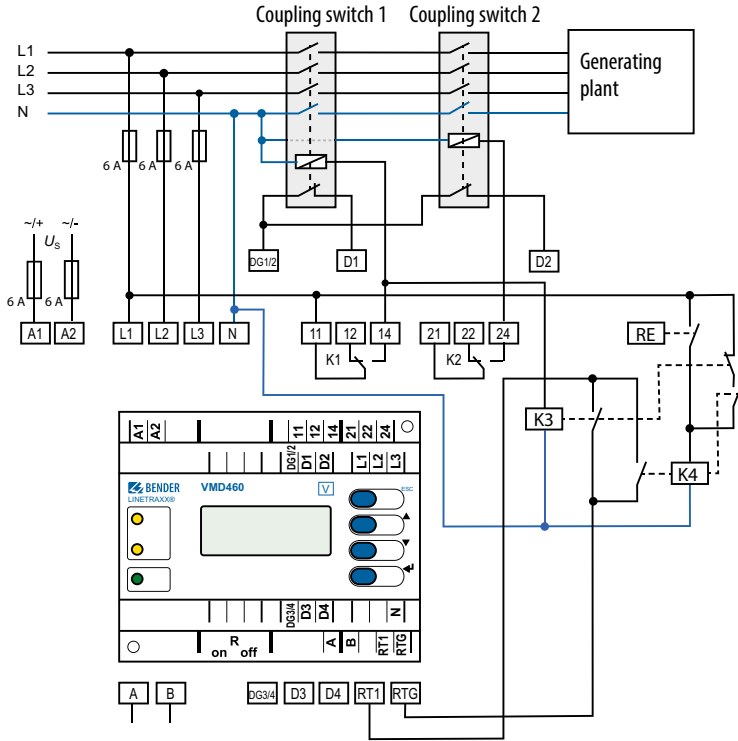 Coupling switch 1 Coupling switch 2
L1
L2
L3
N
Generating
plant
6 A 6 A 6 A
~/+ ~/-
US
6 A 6 A
DG1/2 D1 D2
A1 A2 L1 L2 L3 N 11 12 14 21 22 24 RE
K1 K2
K3
K4
A1 A2 11 12 14 21 22 24
DG1/2 D1 D2 L1 L2 L3
BENDER VMD460 V ESC
LINETRAXX®
DG3/4 D3 D4 N
R
on off
A B RT1 RTG
A B DG3/4 D3 D4 RT1 RTG